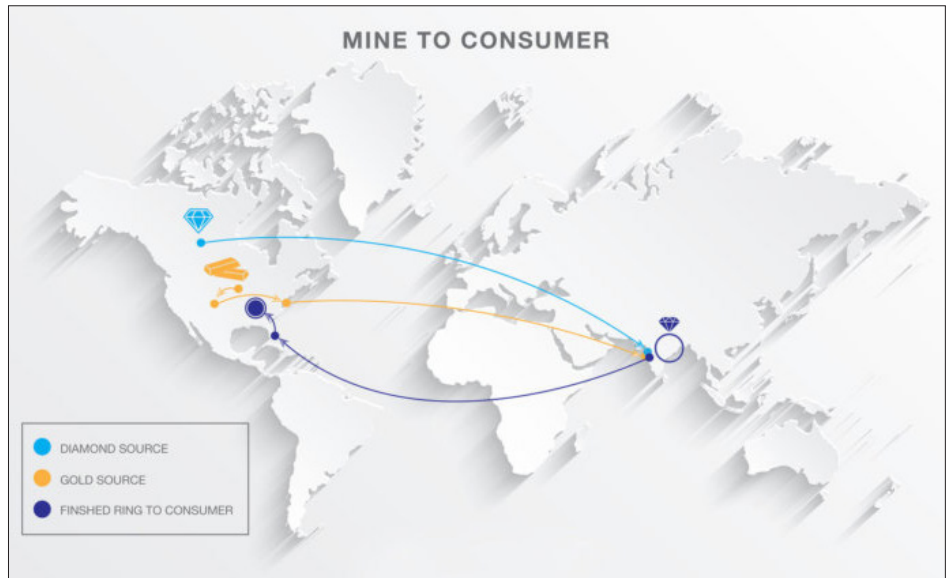 MINE TO CONSUMER
DIAMOND SOURCE
GOLD SOURCE
FINSHED RING TO CONSUMER